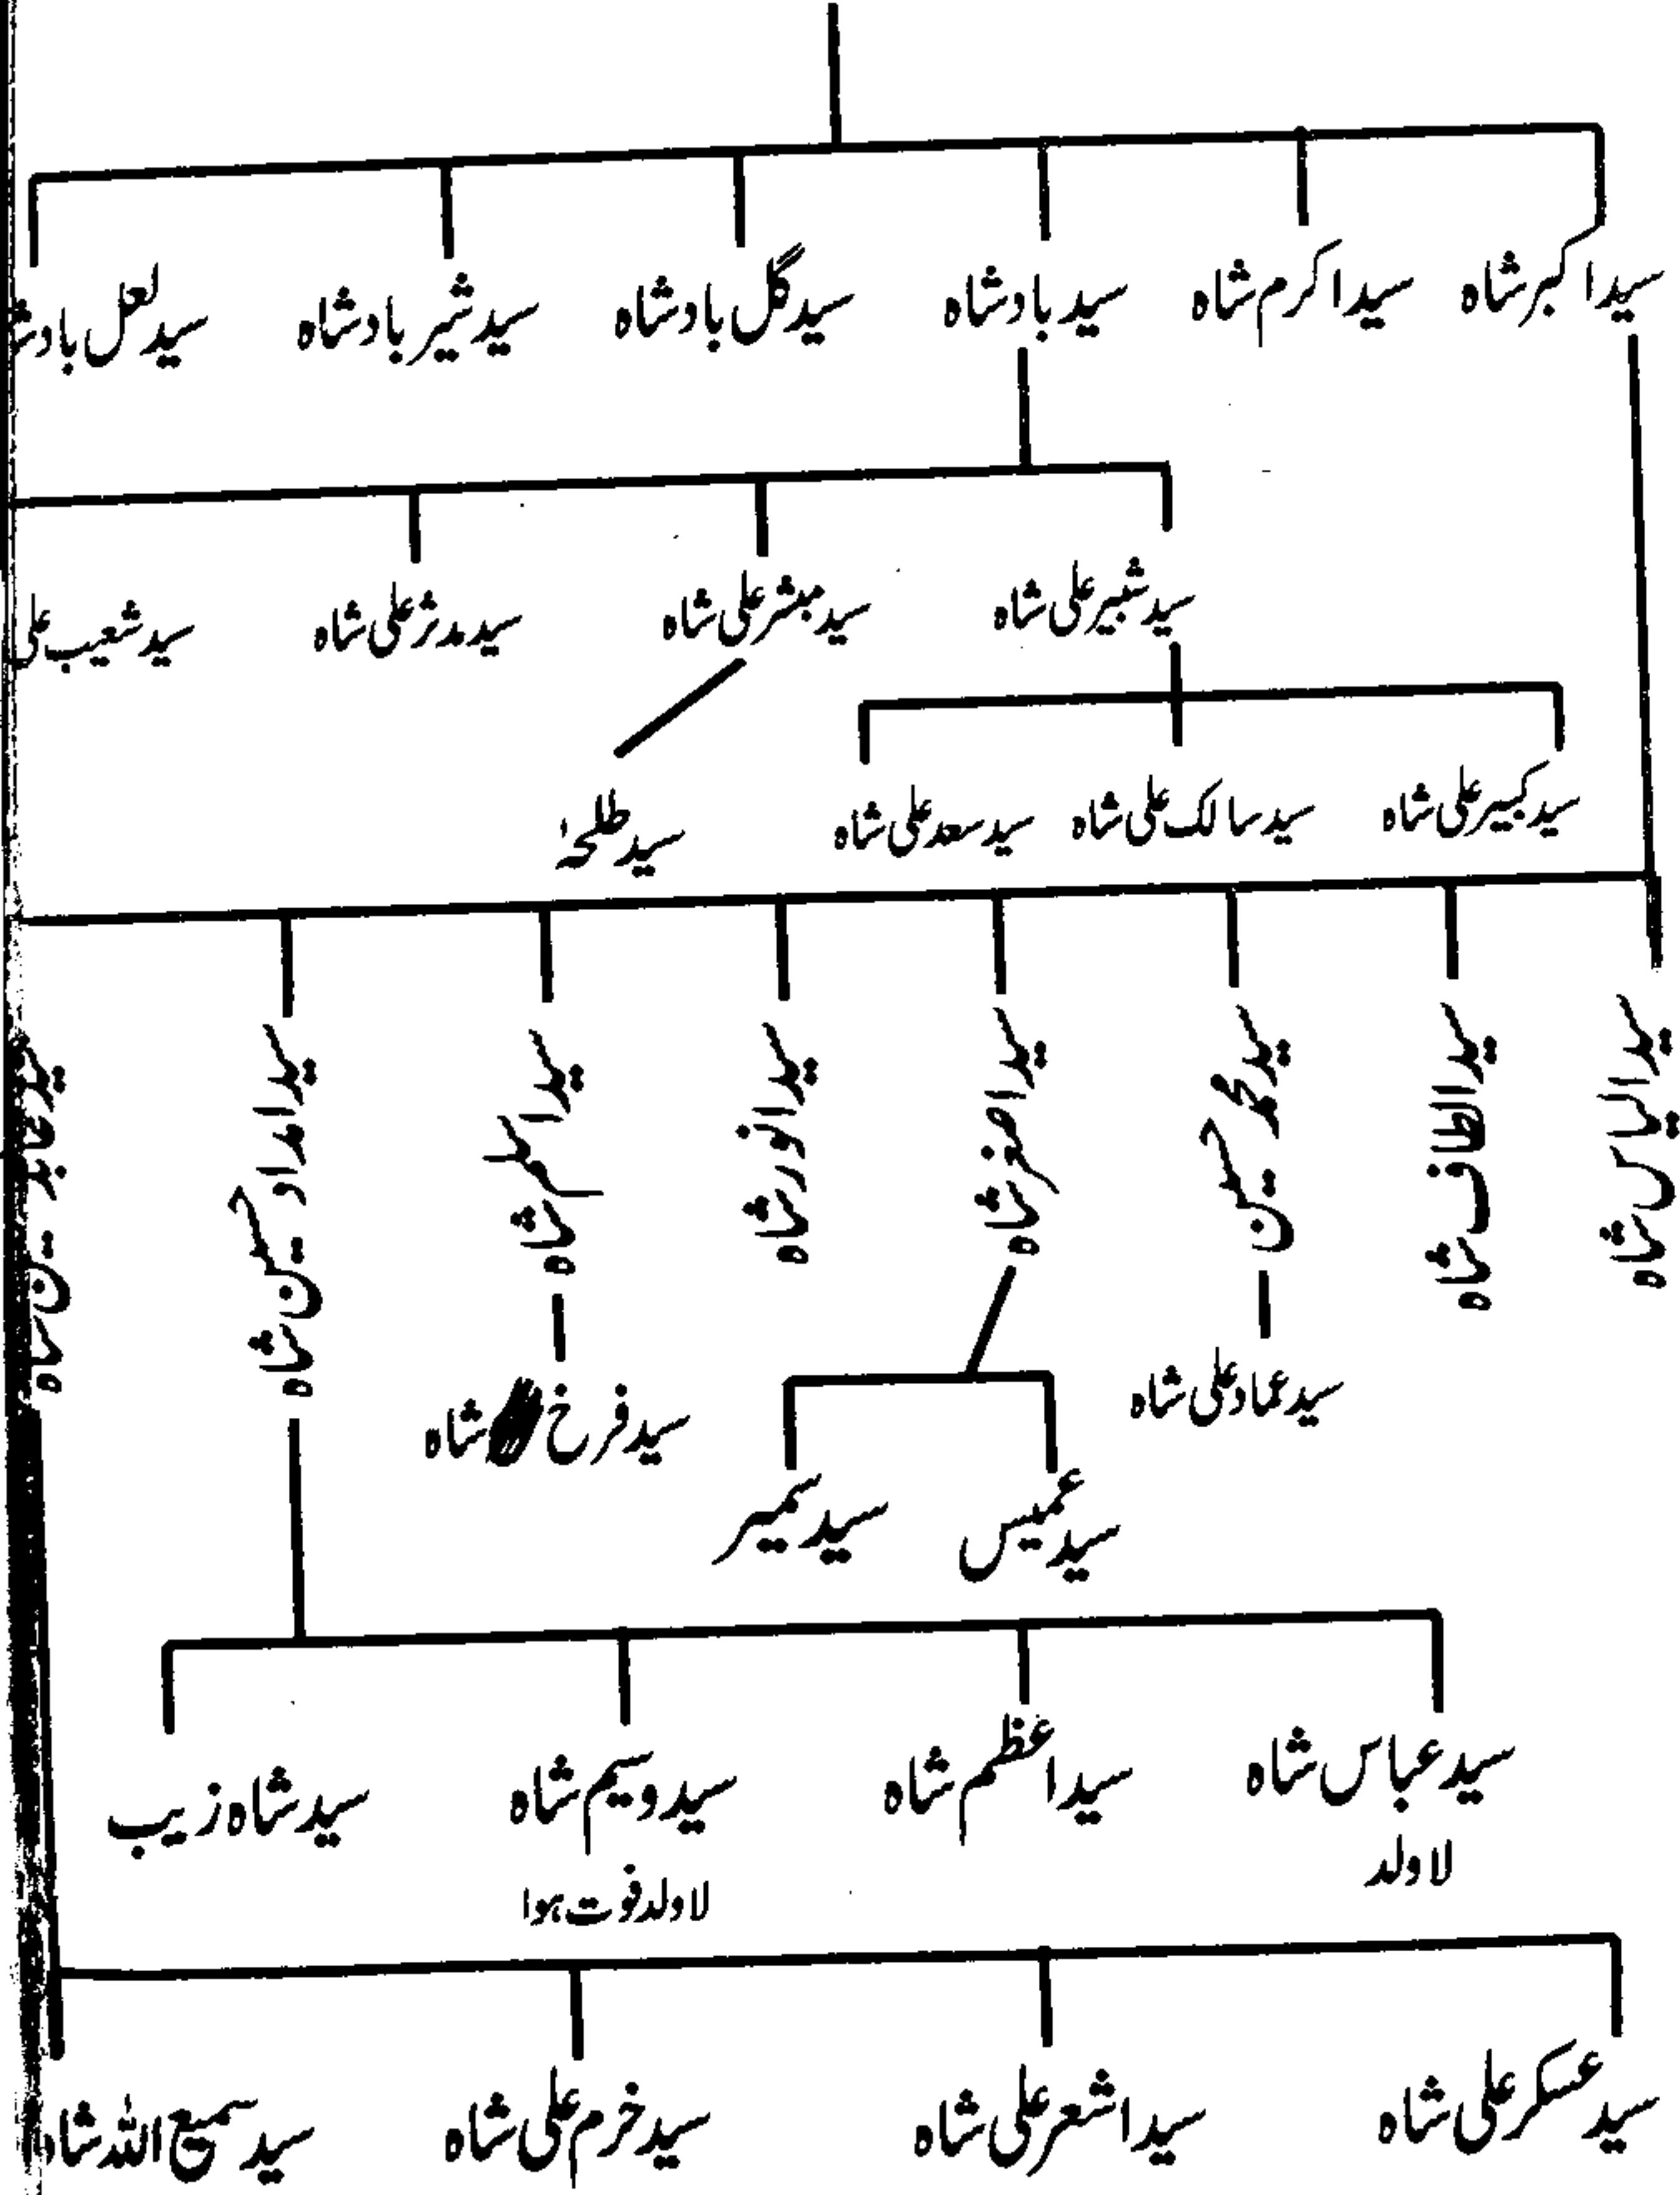 سید اکبر شاہ سید اکرم شاہ سید بادشاہ سید گل بادشاہ سید شیر بادشاہ سید لعل بادشاہ
سید شبیر علی شاہ سید مبشر علی شاہ سید مدثر علی شاہ سید شعیب علی
سید کبیر علی شاہ سید سالک علی شاہ سید سعد علی شاہ سید طلحہ
سید الطاف شاہ سید اصغر شاہ سید انور شاہ سید امداد حسین شاہ سید
سید عماد علی شاہ سید فرخ شاہ
سید عمیس سید سمیر
سید عباس شاہ سید اعظم شاہ سید وسیم شاہ سید شاہ زیب
لاولد لاولد فوت ہوا
سید عسکر علی شاہ سید اشعر علی شاہ سید خرم علی شاہ سید سمیع اللہ شاہ